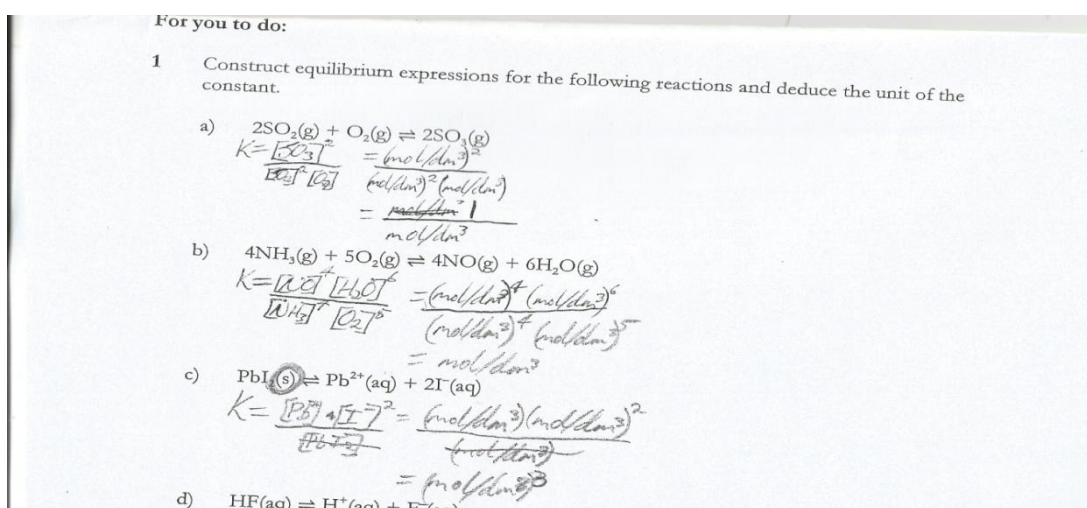 For you to do:
1 Construct equilibrium expressions for the following reactions and deduce the unit of the
constant.
a) 2SO₂(g) + O₂(g) ⇌ 2SO₃(g)
K= [SO₃]² = (mol/dm³)²
[SO₂]² [O₂] (mol/dm³)² (mol/dm³)
= 1
mol/dm³
b) 4NH₃(g) + 5O₂(g) ⇌ 4NO(g) + 6H₂O(g)
K= [NO]⁴ [H₂O]⁶ = (mol/dm³)⁴ (mol/dm³)⁶
[NH₃]⁴ [O₂]⁵ (mol/dm³)⁴ (mol/dm³)⁵
= mol/dm³
c) PbI₂(s) ⇌ Pb²⁺(aq) + 2I⁻(aq)
K= [Pb] [I⁻]² = (mol/dm³)(mol/dm³)²
[PbI₂] (mol/dm³)
= (mol/dm³)³
d) HF(aq) ⇌ H⁺(aq) +